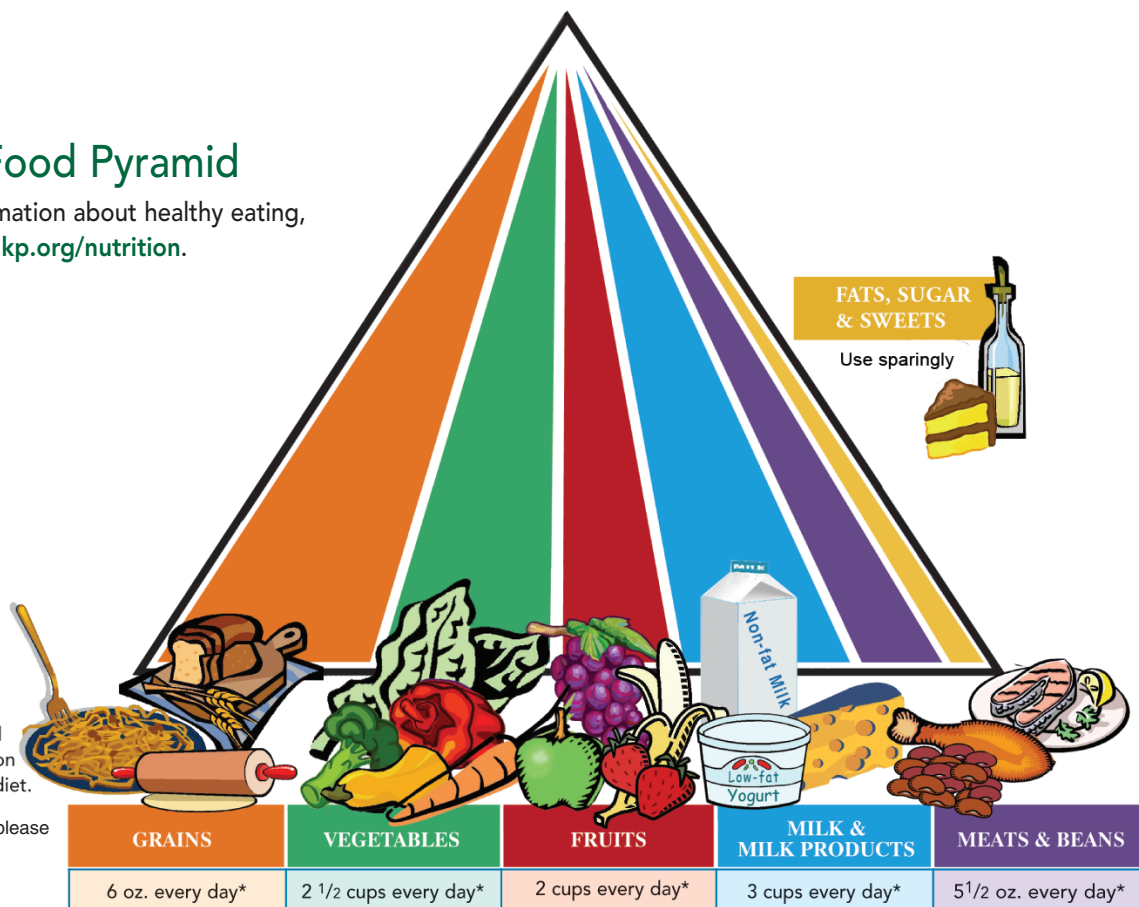 Food Pyramid
mation about healthy eating,
kp.org/nutrition.
FATS, SUGAR
& SWEETS
Use sparingly
MILK
Non-fat Milk
Low-fat
Yogurt
on
diet.
please
GRAINS
VEGETABLES
FRUITS
MILK &
MILK PRODUCTS
MEATS & BEANS
6 oz. every day*
2 1/2 cups every day*
2 cups every day*
3 cups every day*
5 1/2 oz. every day*